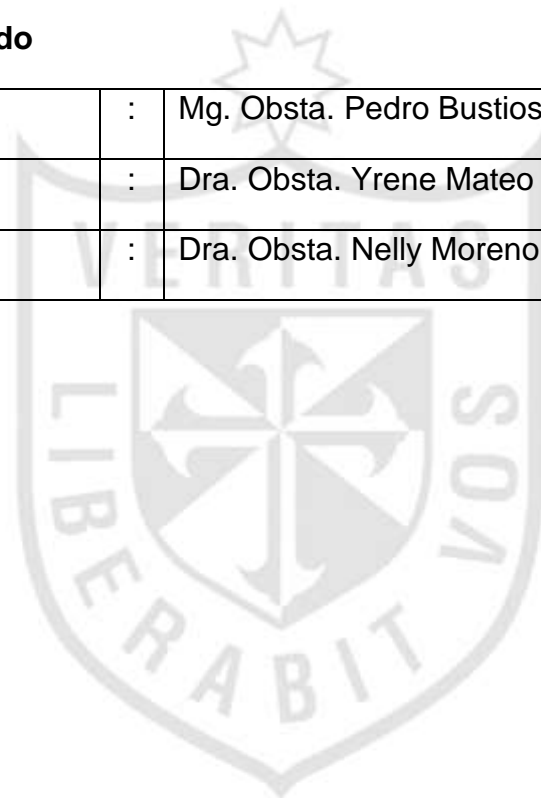 do
: Mg. Obsta. Pedro Bustios
: Dra. Obsta. Yrene Mateo
: Dra. Obsta. Nelly Moreno
VERITAS
LIBERABIT VOS